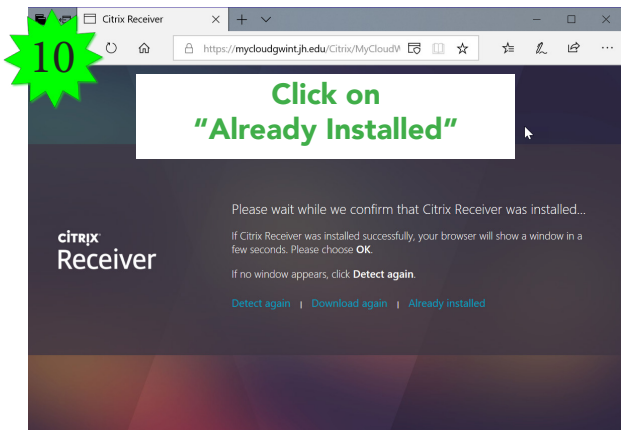 Citrix Receiver
10
https://mycloudgwint.jh.edu/Citrix/MyCloudW
Click on
“Already Installed”
Please wait while we confirm that Citrix Receiver was installed...
CİTRIX
Receiver
If Citrix Receiver was installed successfully, your browser will show a window in a
few seconds. Please choose OK.
If no window appears, click Detect again.
Detect again | Download again | Already installed